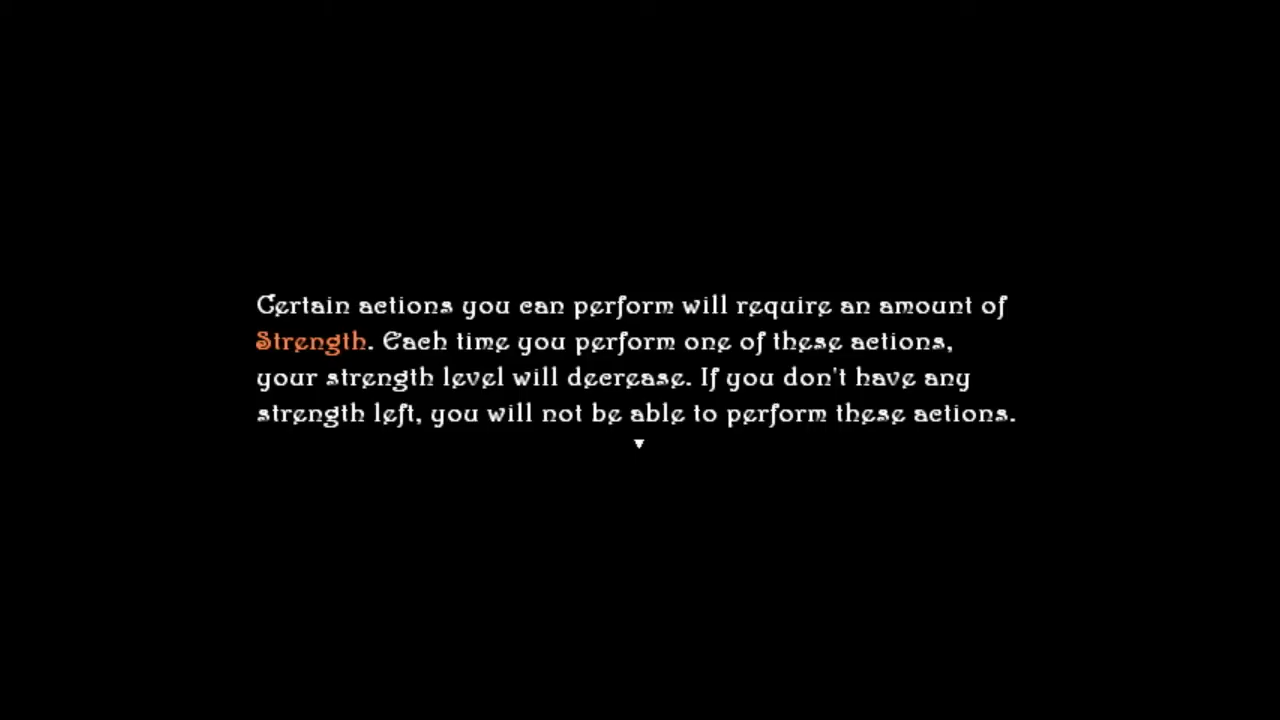 Certain actions you can perform will require an amount of
Strength. Each time you perform one of these actions,
your strength level will decrease. If you don't have any
strength left, you will not be able to perform these actions.